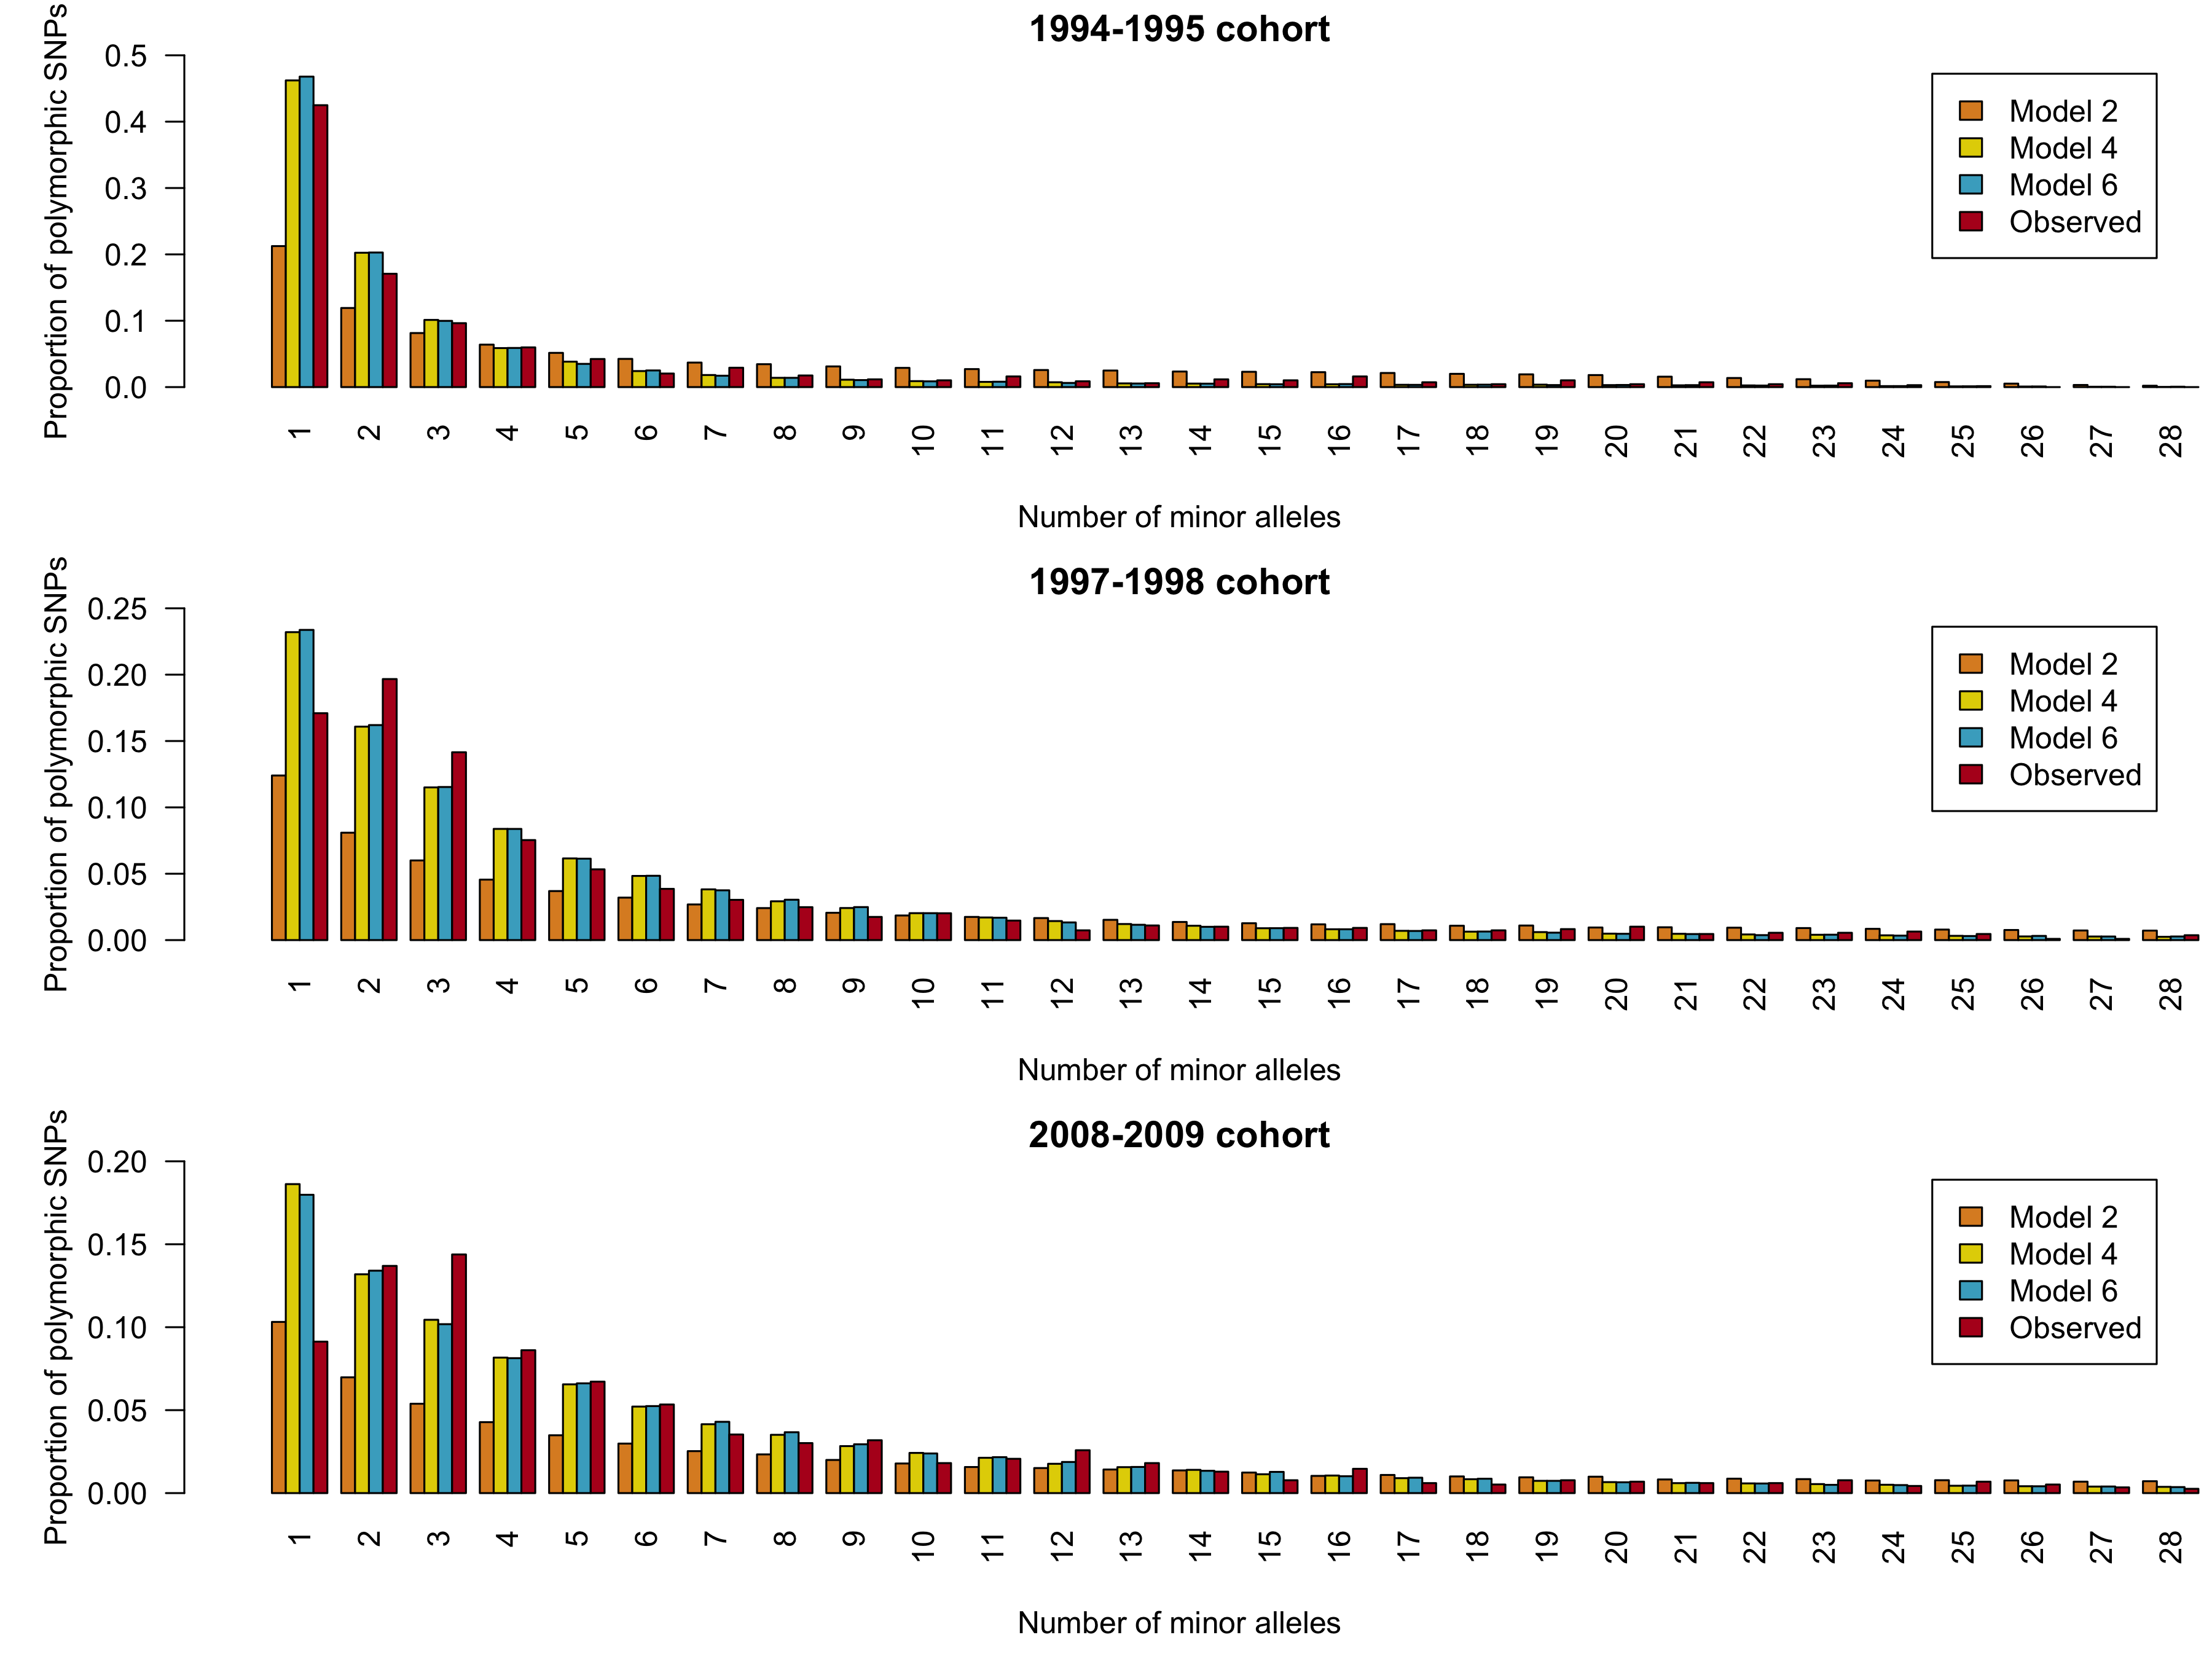 1994-1995 cohort
Proportion of polymorphic SNPs
0.5
0.4
0.3
0.2
0.1
0.0
Model 2
Model 4
Model 6
Observed
1 2 3 4 5 6 7 8 9 10 11 12 13 14 15 16 17 18 19 20 21 22 23 24 25 26 27 28
Number of minor alleles
1997-1998 cohort
Proportion of polymorphic SNPs
0.25
0.20
0.15
0.10
0.05
0.00
Model 2
Model 4
Model 6
Observed
1 2 3 4 5 6 7 8 9 10 11 12 13 14 15 16 17 18 19 20 21 22 23 24 25 26 27 28
Number of minor alleles
2008-2009 cohort
Proportion of polymorphic SNPs
0.20
0.15
0.10
0.05
0.00
Model 2
Model 4
Model 6
Observed
1 2 3 4 5 6 7 8 9 10 11 12 13 14 15 16 17 18 19 20 21 22 23 24 25 26 27 28
Number of minor alleles